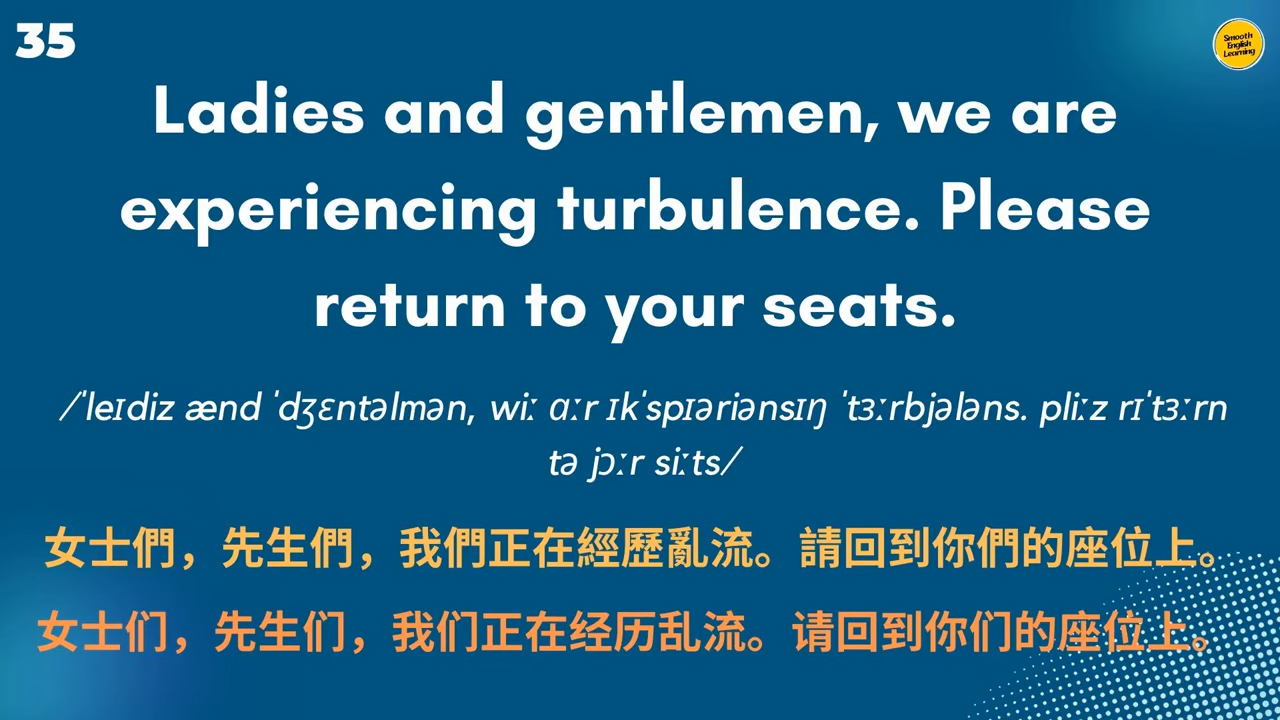 35
Smooth
English
Learning
Ladies and gentlemen, we are
experiencing turbulence. Please
return to your seats.
/ˈleɪdiz ænd ˈdʒɛntəlmən, wiː ɑːr ɪkˈspɪəriənsɪŋ ˈtɜːrbjələns. pliːz rɪˈtɜːrn
tə jɔːr siːts/
女士們，先生們，我們正在經歷亂流。請回到你們的座位上。
女士们，先生们，我们正在经历乱流。请回到你们的座位上。